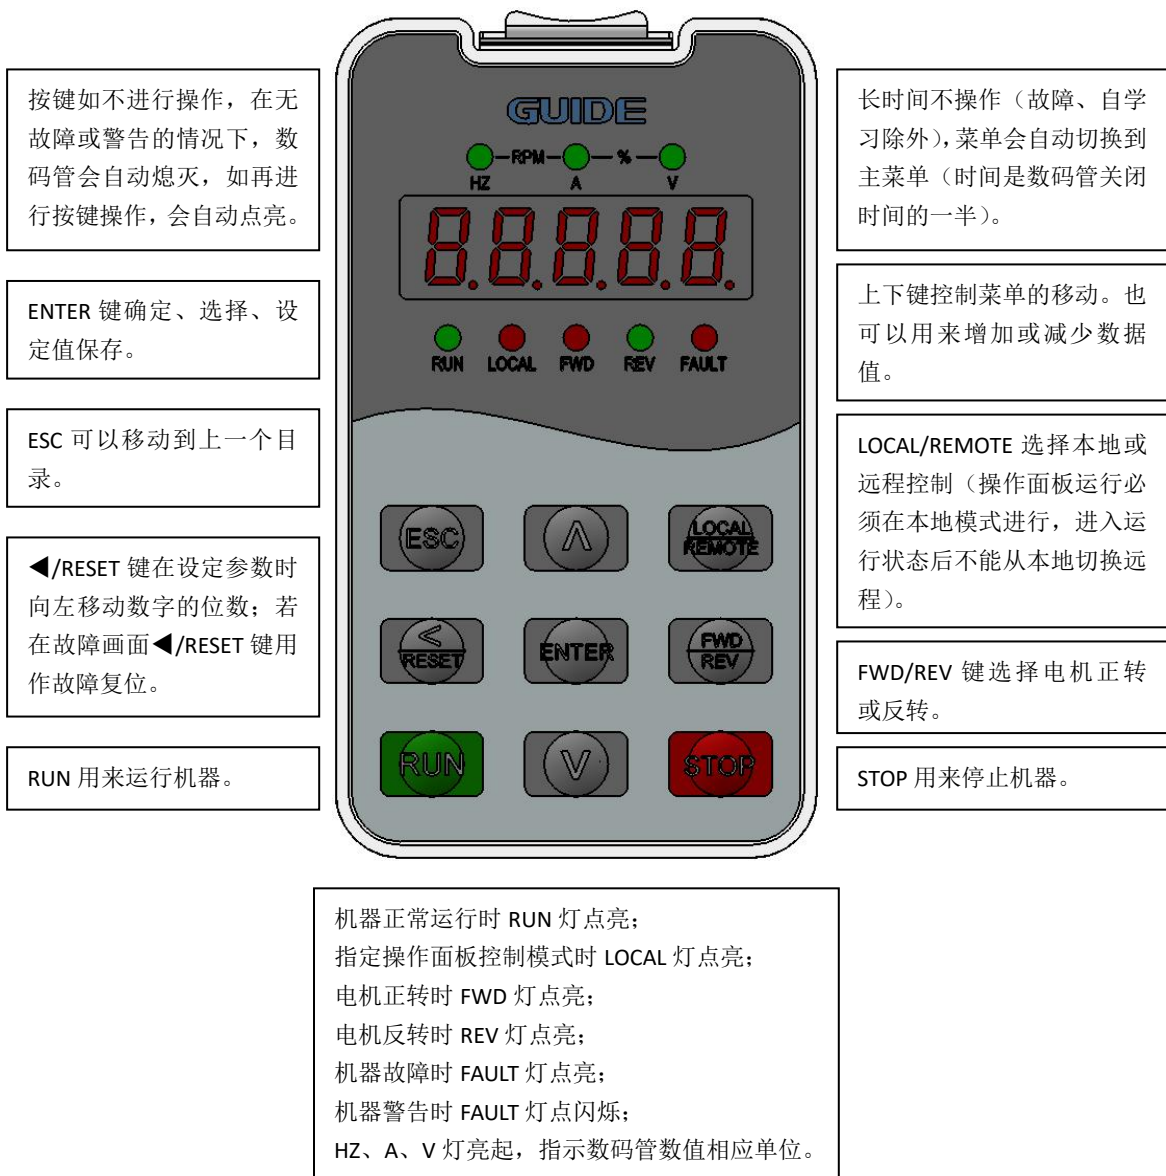 按键如不进行操作，在无
故障或警告的情况下，数
码管会自动熄灭，如再进
行按键操作，会自动点亮。
ENTER 键确定、选择、设
定值保存。
ESC 可以移动到上一个目
录。
◀/RESET 键在设定参数时
向左移动数字的位数；若
在故障画面◀/RESET 键用
作故障复位。
RUN 用来运行机器。
GUIDE
RPM %
HZ A V
8.8.8.8.8.
RUN LOCAL FWD REV FAULT
ESC ∧ LOCAL
REMOTE
< ENTER FWD
RESET REV
RUN ∨ STOP
长时间不操作（故障、自学
习除外），菜单会自动切换到
主菜单（时间是数码管关闭
时间的一半）。
上下键控制菜单的移动。也
可以用来增加或减少数据
值。
LOCAL/REMOTE 选择本地或
远程控制（操作面板运行必
须在本地模式进行，进入运
行状态后不能从本地切换远
程）。
FWD/REV 键选择电机正转
或反转。
STOP 用来停止机器。
机器正常运行时 RUN 灯点亮；
指定操作面板控制模式时 LOCAL 灯点亮；
电机正转时 FWD 灯点亮；
电机反转时 REV 灯点亮；
机器故障时 FAULT 灯点亮；
机器警告时 FAULT 灯点闪烁；
HZ、A、V 灯亮起，指示数码管数值相应单位。